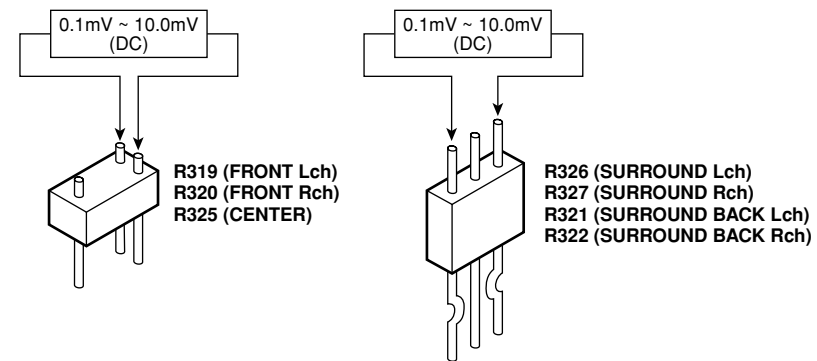 0.1mV ~ 10.0mV
(DC)
R319 (FRONT Lch)
R320 (FRONT Rch)
R325 (CENTER)
0.1mV ~ 10.0mV
(DC)
R326 (SURROUND Lch)
R327 (SURROUND Rch)
R321 (SURROUND BACK Lch)
R322 (SURROUND BACK Rch)